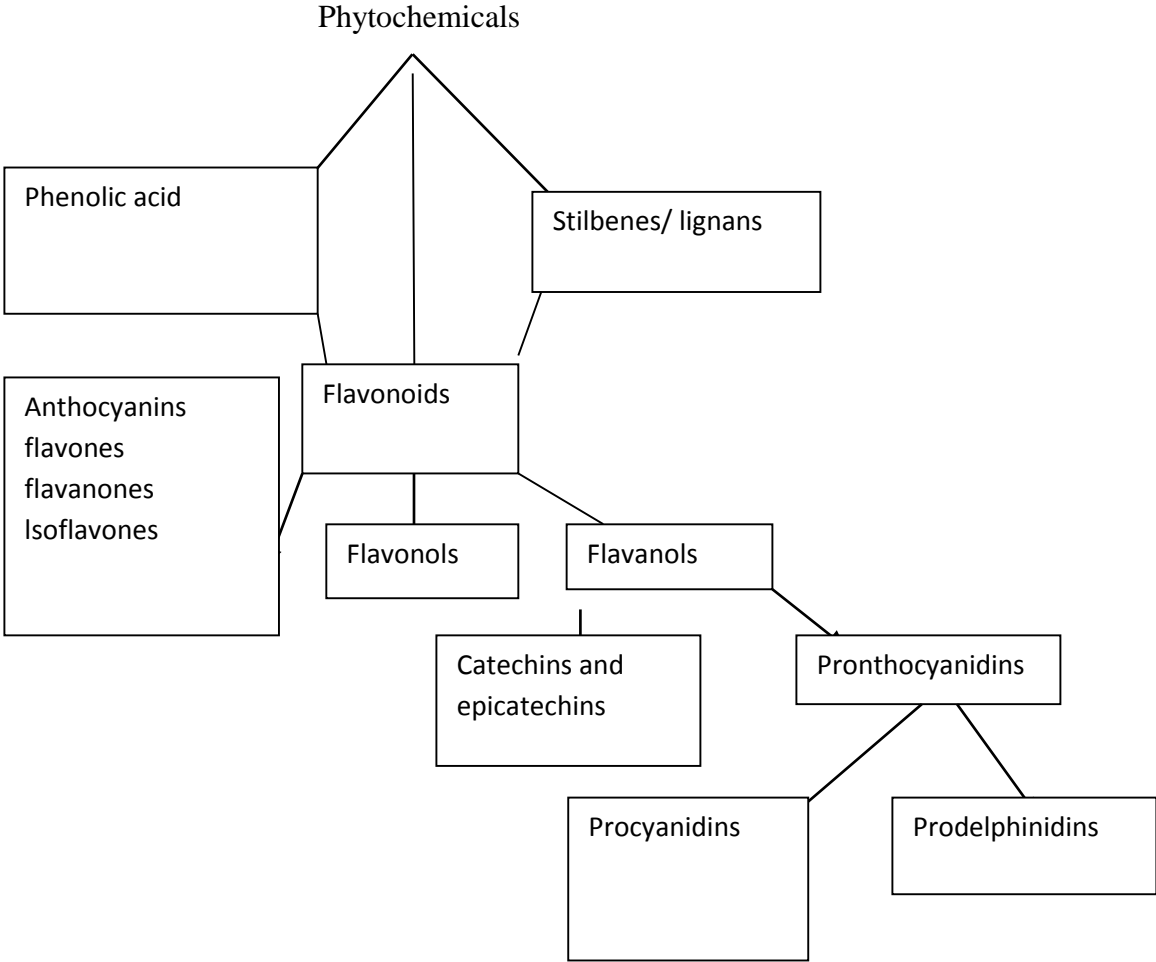 Phytochemicals
Phenolic acid
Stilbenes/ lignans
Flavonoids
Anthocyanins
flavones
flavanones
Isoflavones
Flavonols
Flavanols
Catechins and
epicatechins
Pronthocyanidins
Procyanidins
Prodelphinidins